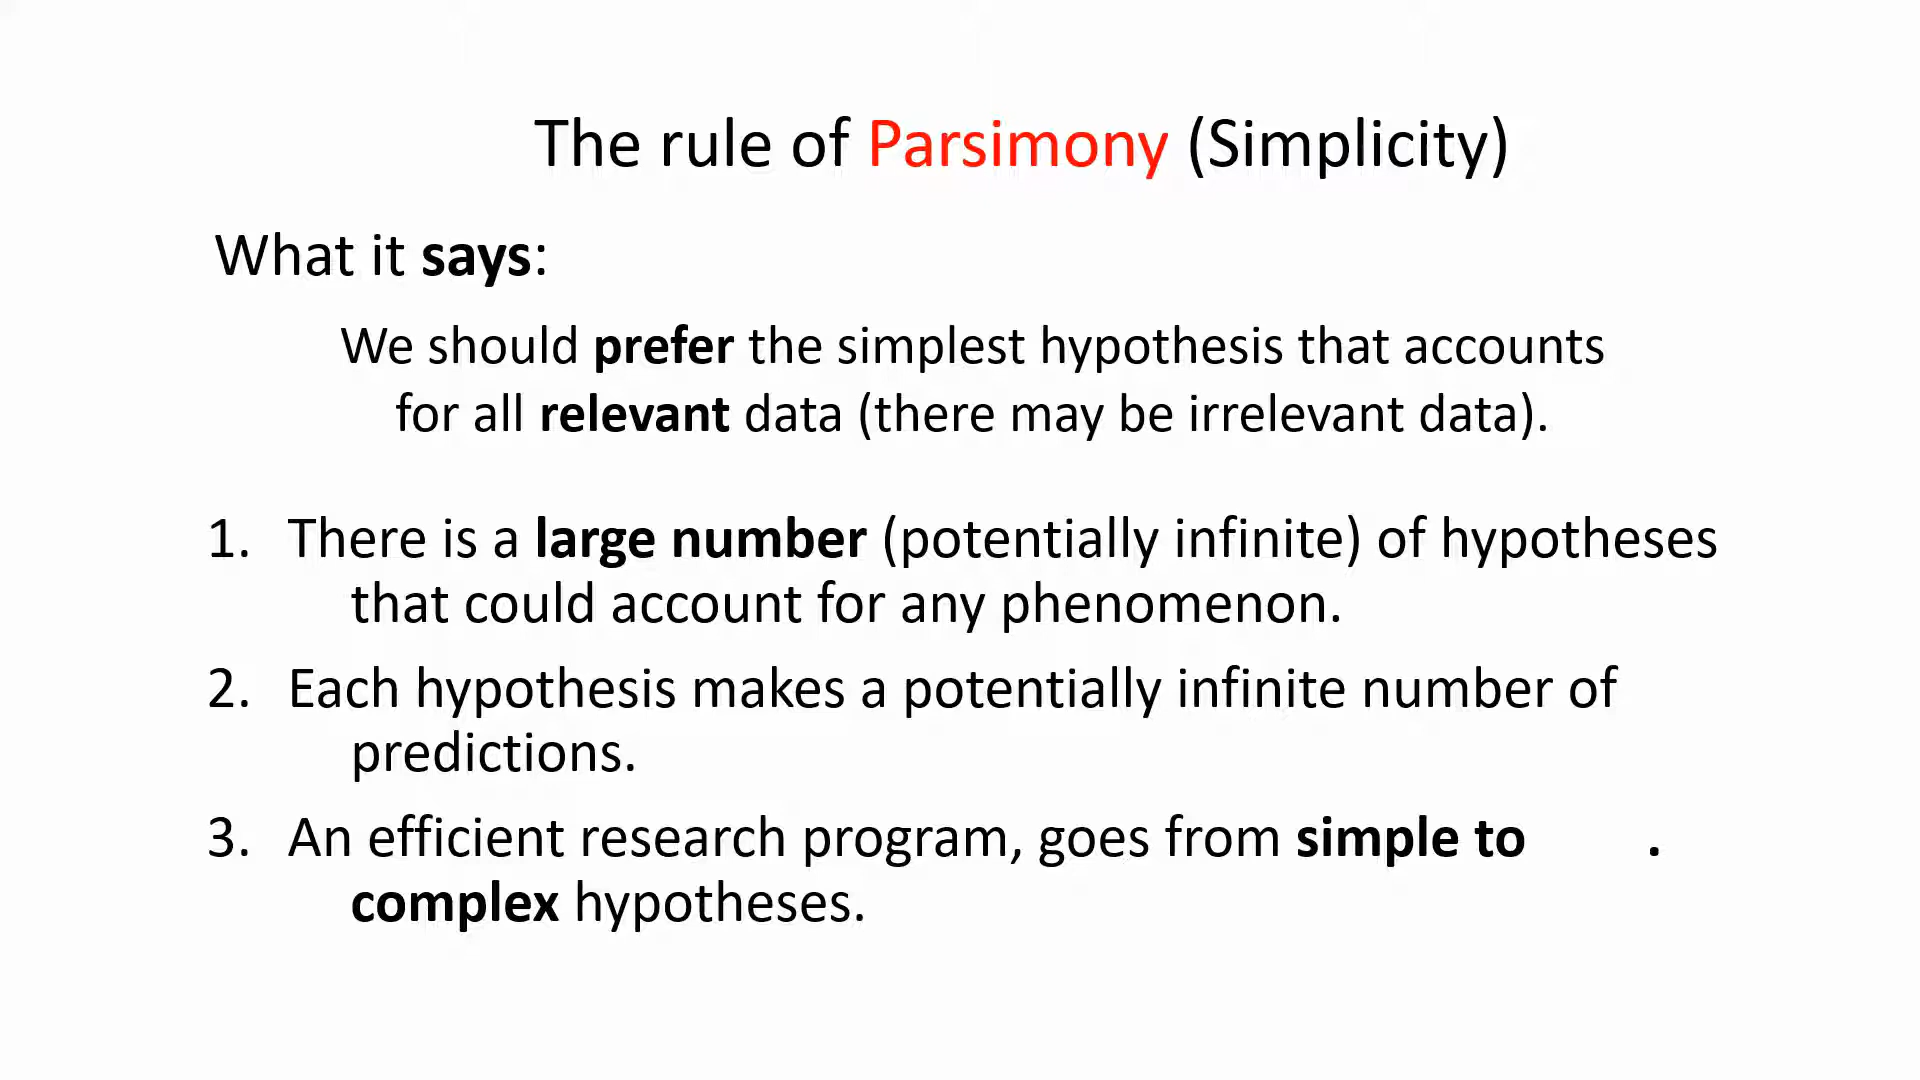 The rule of Parsimony (Simplicity)
What it says:
We should prefer the simplest hypothesis that accounts
for all relevant data (there may be irrelevant data).
1. There is a large number (potentially infinite) of hypotheses
that could account for any phenomenon.
2. Each hypothesis makes a potentially infinite number of
predictions.
3. An efficient research program, goes from simple to .
complex hypotheses.